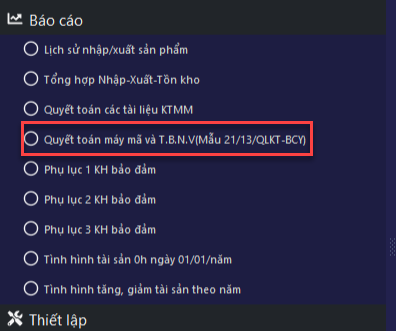 Báo cáo
Lịch sử nhập/xuất sản phẩm
Tổng hợp Nhập-Xuất-Tồn kho
Quyết toán các tài liệu KTMM
Quyết toán máy mã và T.B.N.V(Mẫu 21/13/QLKT-BCY)
Phụ lục 1 KH bảo đảm
Phụ lục 2 KH bảo đảm
Phụ lục 3 KH bảo đảm
Tình hình tài sản 0h ngày 01/01/năm
Tình hình tăng, giảm tài sản theo năm
Thiết lập